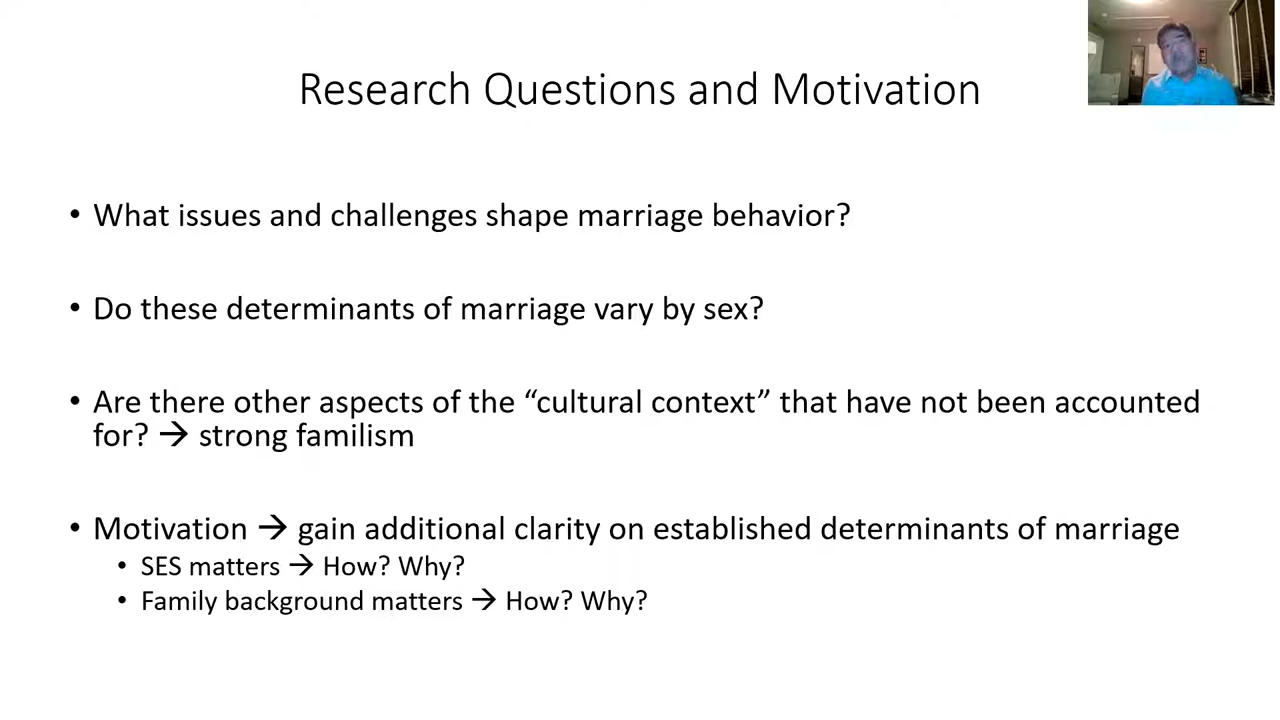 Research Questions and Motivation
• What issues and challenges shape marriage behavior?
• Do these determinants of marriage vary by sex?
• Are there other aspects of the “cultural context” that have not been accounted
for? → strong familism
• Motivation → gain additional clarity on established determinants of marriage
• SES matters → How? Why?
• Family background matters → How? Why?